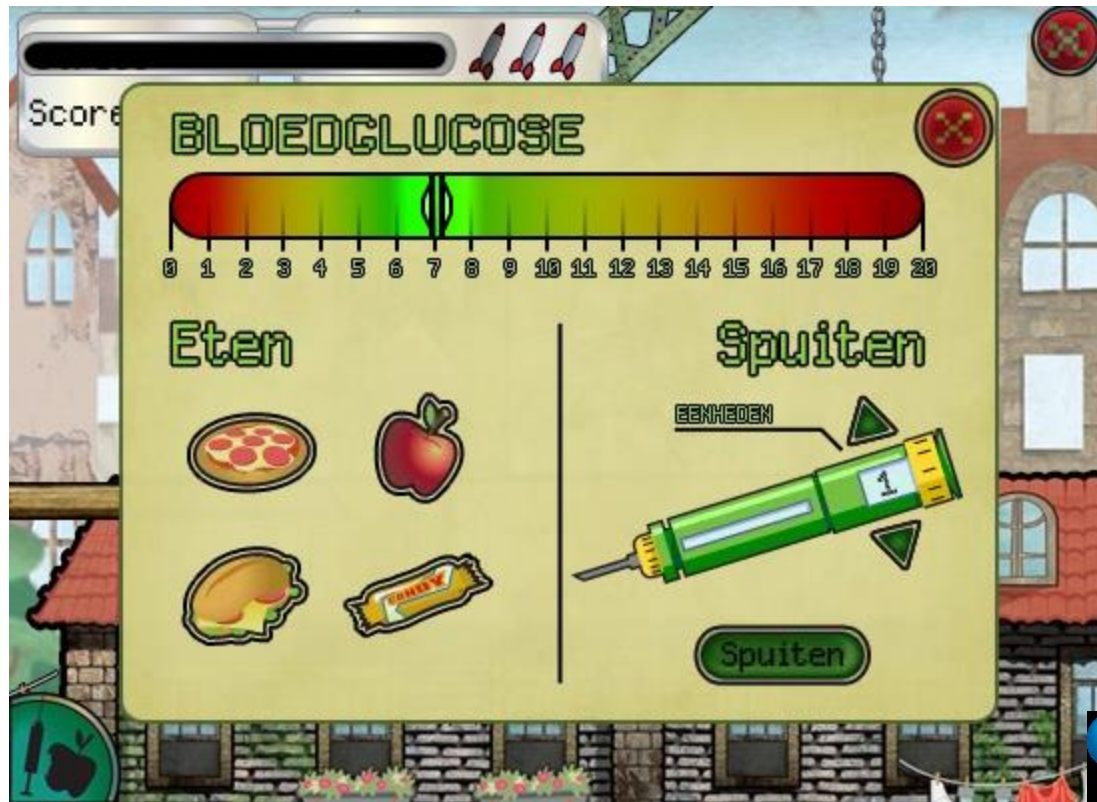 Score
BLOEDGLUCOSE
0 1 2 3 4 5 6 7 8 9 10 11 12 13 14 15 16 17 18 19 20
Eten
Spuiten
EENHEDEN
1
CANDY
Spuiten